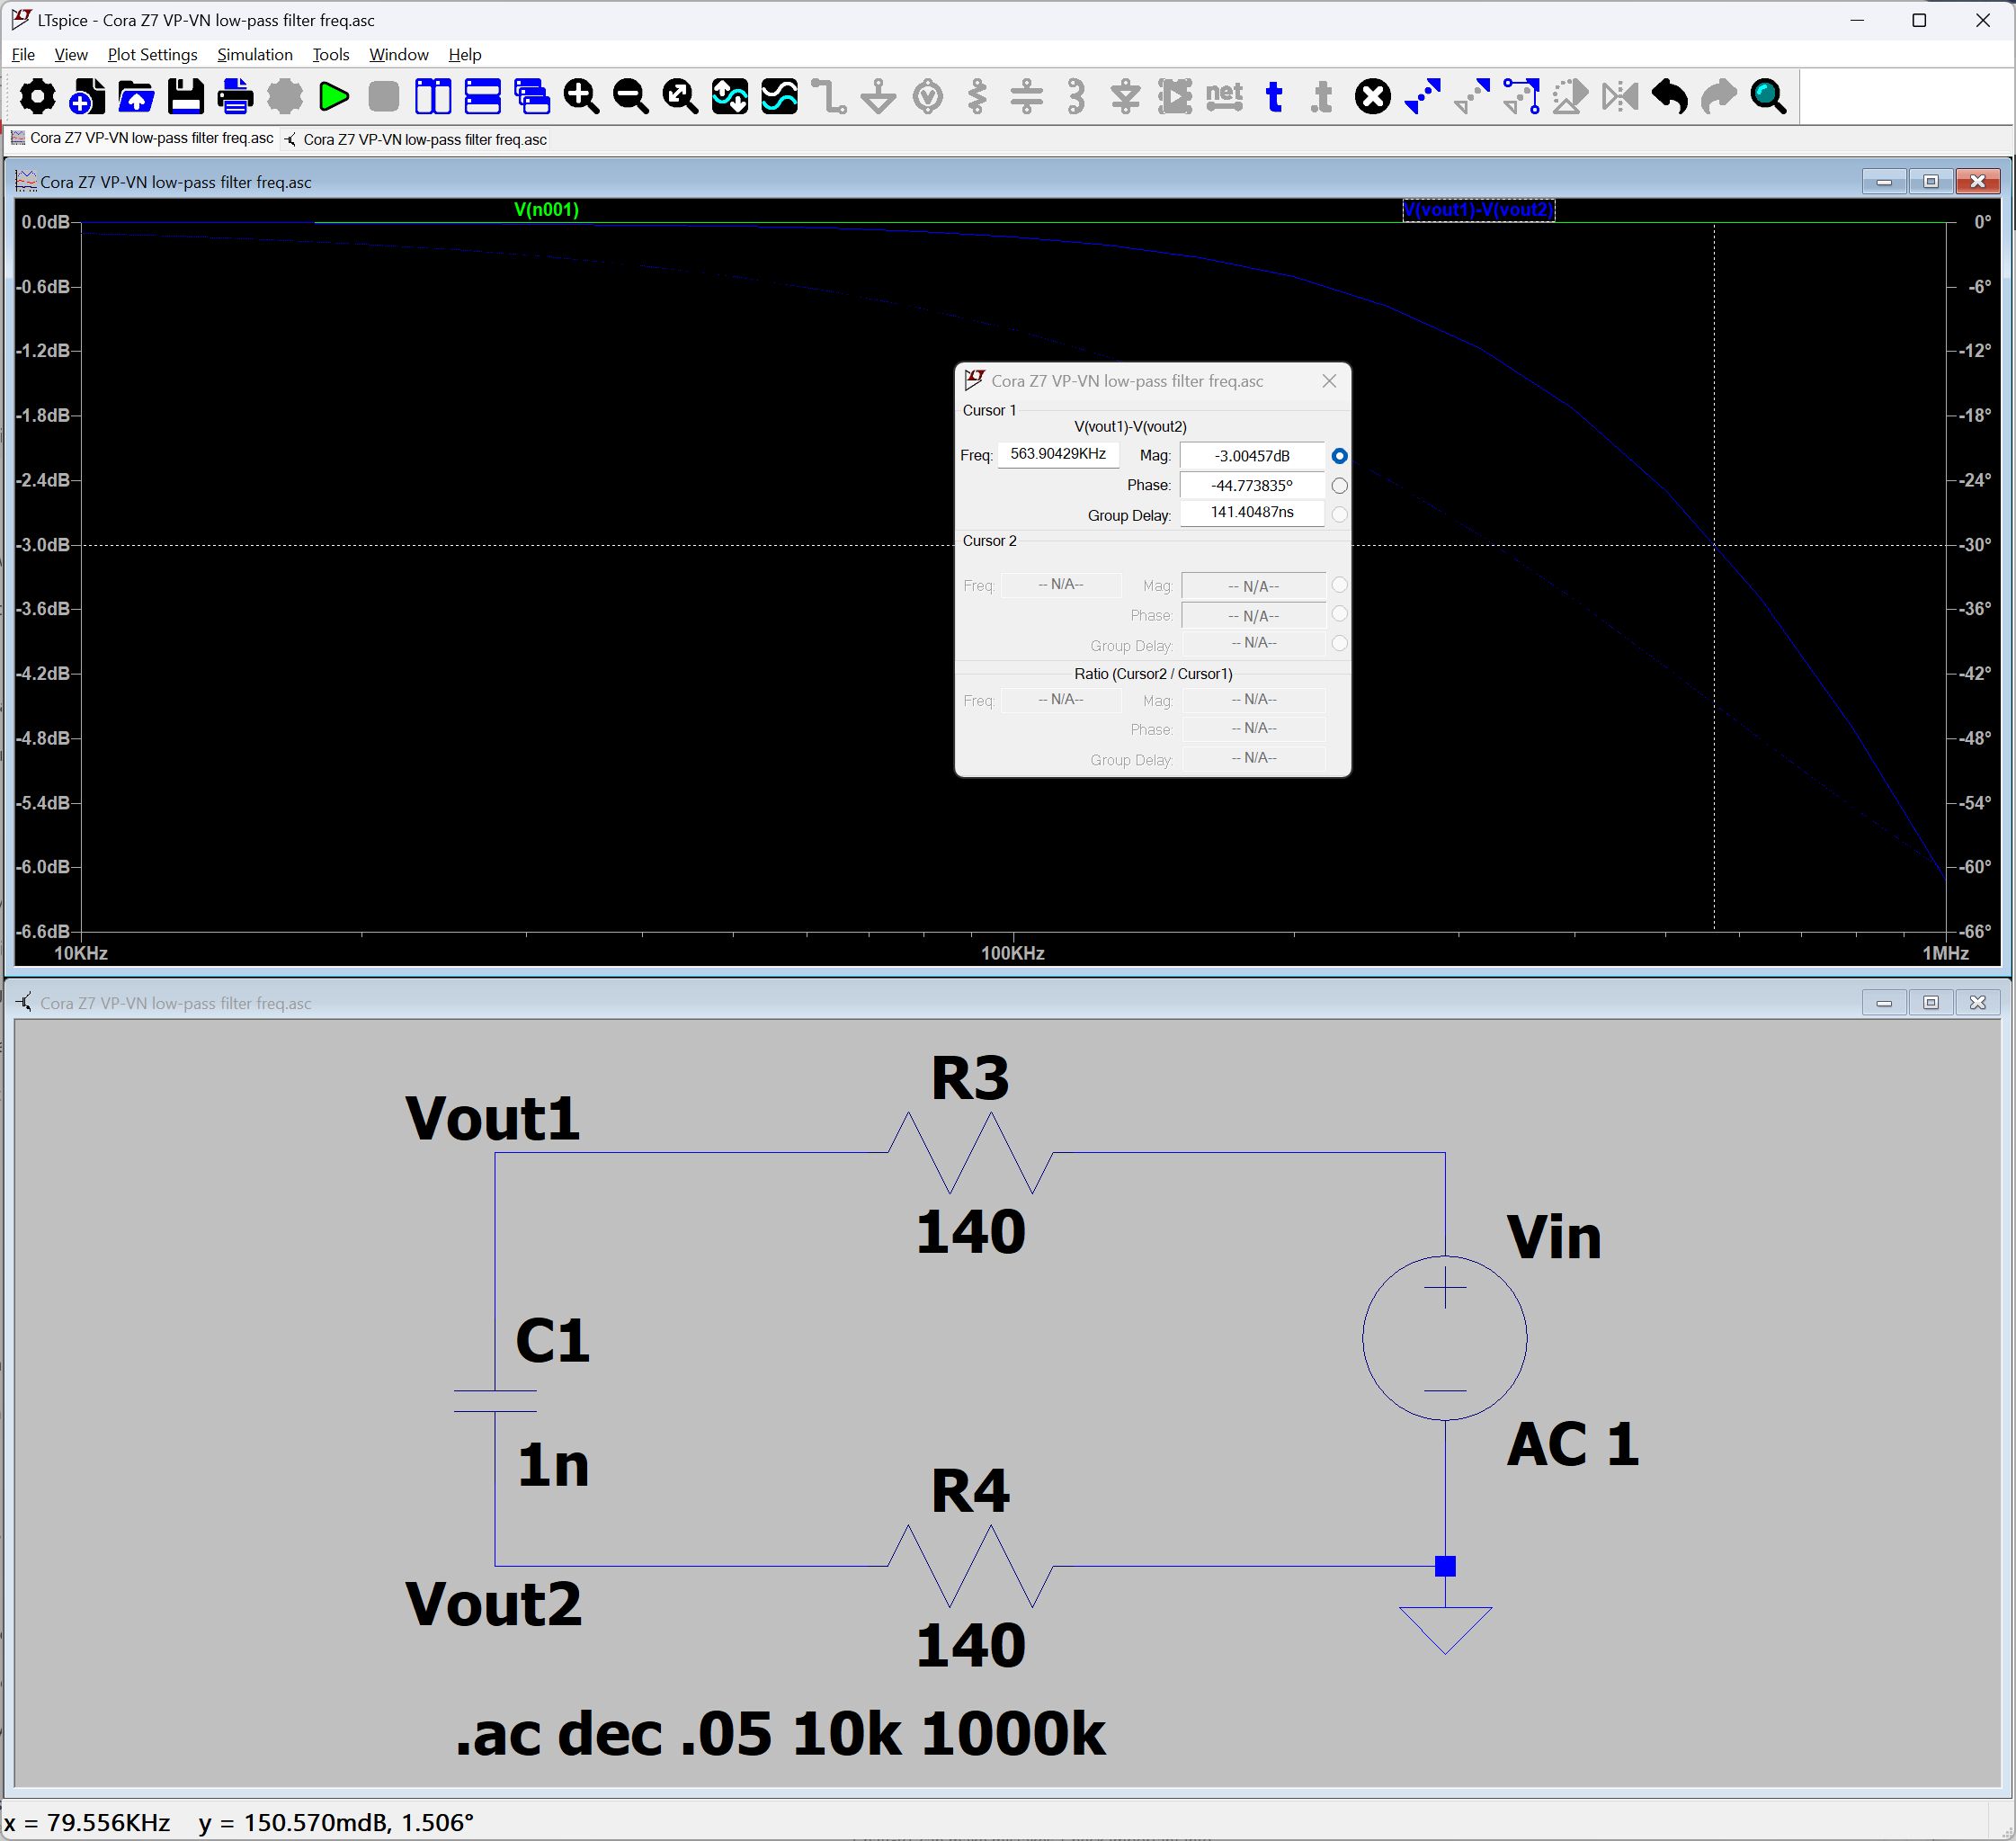 LTspice - Cora Z7 VP-VN low-pass filter freq.asc
File View Plot Settings Simulation Tools Window Help
net t .t
Cora Z7 VP-VN low-pass filter freq.asc Cora Z7 VP-VN low-pass filter freq.asc
Cora Z7 VP-VN low-pass filter freq.asc
V(n001) V(vout1)-V(vout2)
0.0dB 0°
-0.6dB -6°
-1.2dB -12°
-1.8dB -18°
-2.4dB -24°
-3.0dB -30°
-3.6dB -36°
-4.2dB -42°
-4.8dB -48°
-5.4dB -54°
-6.0dB -60°
-6.6dB -66°
10KHz 100KHz 1MHz
Cora Z7 VP-VN low-pass filter freq.asc
Cursor 1
V(vout1)-V(vout2)
Freq: 563.90429KHz Mag: -3.00457dB
Phase: -44.773835°
Group Delay: 141.40487ns
Cursor 2
Freq: -- N/A-- Mag: -- N/A--
Phase: -- N/A--
Group Delay: -- N/A--
Ratio (Cursor2 / Cursor1)
Freq: -- N/A-- Mag: -- N/A--
Phase: -- N/A--
Group Delay: -- N/A--
Cora Z7 VP-VN low-pass filter freq.asc
R3
Vout1
140
Vin
C1
AC 1
1n
R4
Vout2
140
.ac dec .05 10k 1000k
x = 79.556KHz y = 150.570mdB, 1.506°